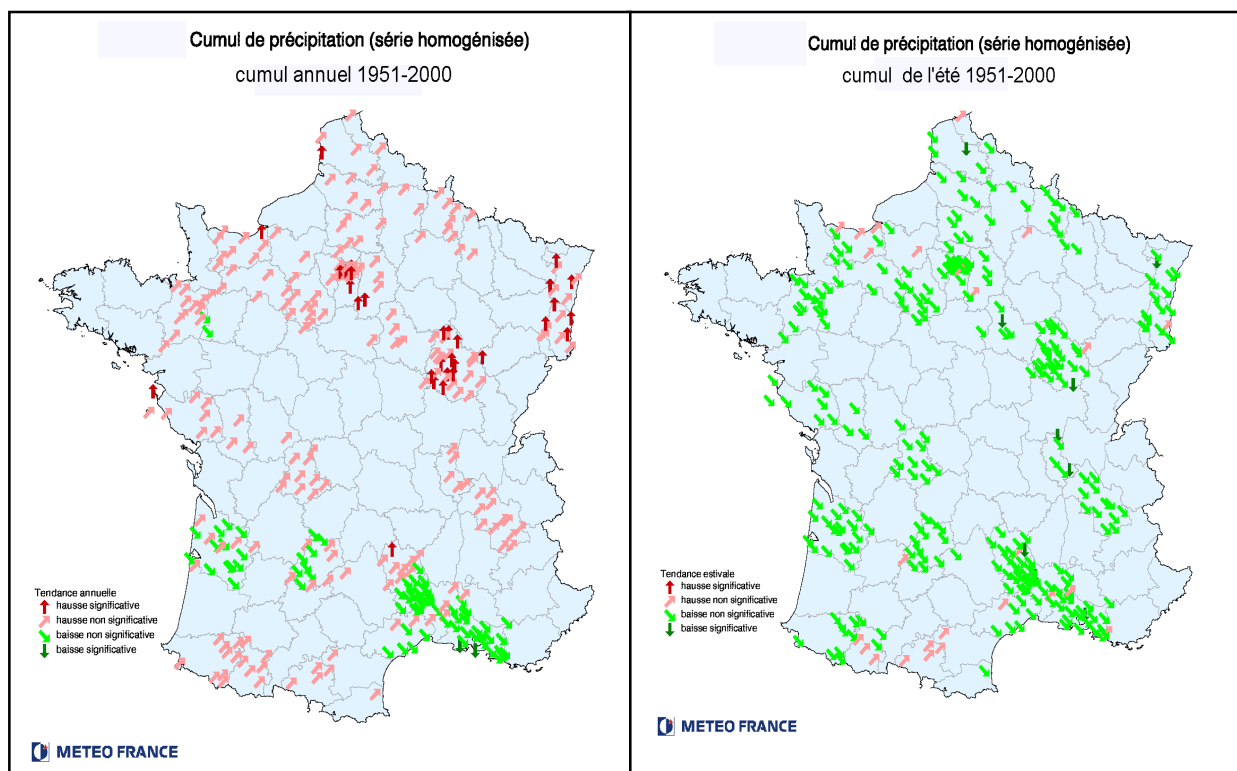 Cumul de précipitation (série homogénisée)
cumul annuel 1951-2000
Tendance annuelle
hausse significative
hausse non significative
baisse non significative
baisse significative
METEO FRANCE
Cumul de précipitation (série homogénisée)
cumul de l'été 1951-2000
Tendance estivale
hausse significative
hausse non significative
baisse non significative
baisse significative
METEO FRANCE